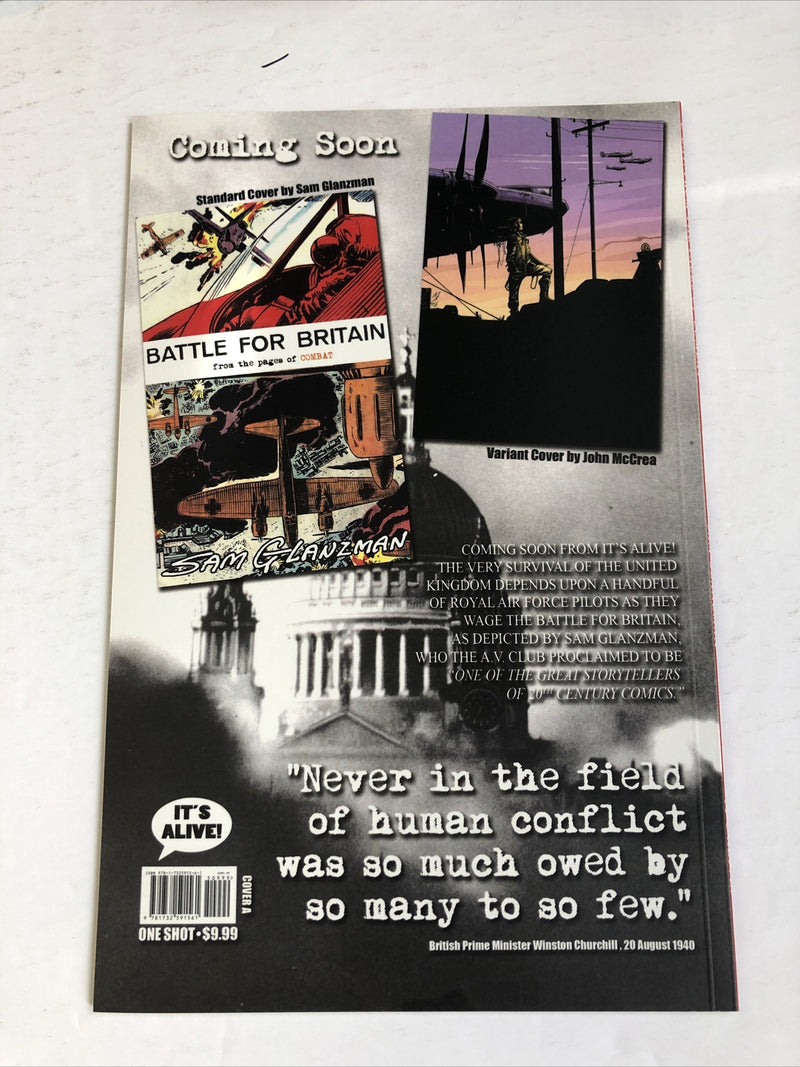 Coming Soon
Standard Cover by Sam Glanzman
BATTLE FOR BRITAIN
from the pages of COMBAT
SAM GLANZMAN
Variant Cover by John McCrea
COMING SOON FROM IT'S ALIVE!
THE VERY SURVIVAL OF THE UNITED
KINGDOM DEPENDS UPON A HANDFUL
OF ROYAL AIR FORCE PILOTS AS THEY
WAGE THE BATTLE FOR BRITAIN,
AS DEPICTED BY SAM GLANZMAN,
WHO THE A.V. CLUB PROCLAIMED TO BE
"ONE OF THE GREAT STORYTELLERS
OF 20TH CENTURY COMICS."
"Never in the field
of human conflict
was so much owed by
so many to so few."
British Prime Minister Winston Churchill , 20 August 1940
IT'S
ALIVE!
50999
9 781732 591561
COVER A
ONE SHOT • $9.99